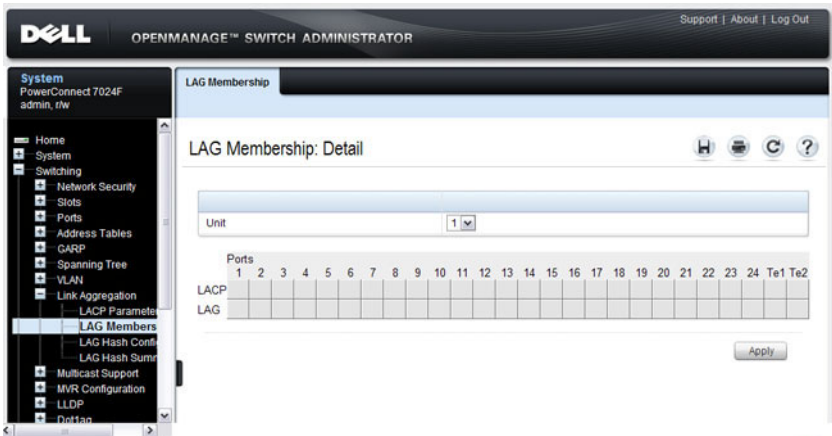 Support | About | Log Out
DELL
OPENMANAGE™ SWITCH ADMINISTRATOR
System
PowerConnect 7024F
admin, r/w
LAG Membership
Home
System
Switching
Network Security
Slots
Ports
Address Tables
GARP
Spanning Tree
VLAN
Link Aggregation
LACP Parameter
LAG Members
LAG Hash Confi
LAG Hash Summ
Multicast Support
MVR Configuration
LLDP
Dot1ag
LAG Membership: Detail
Unit 1
Ports
1 2 3 4 5 6 7 8 9 10 11 12 13 14 15 16 17 18 19 20 21 22 23 24 Te1 Te2
LACP
LAG
Apply